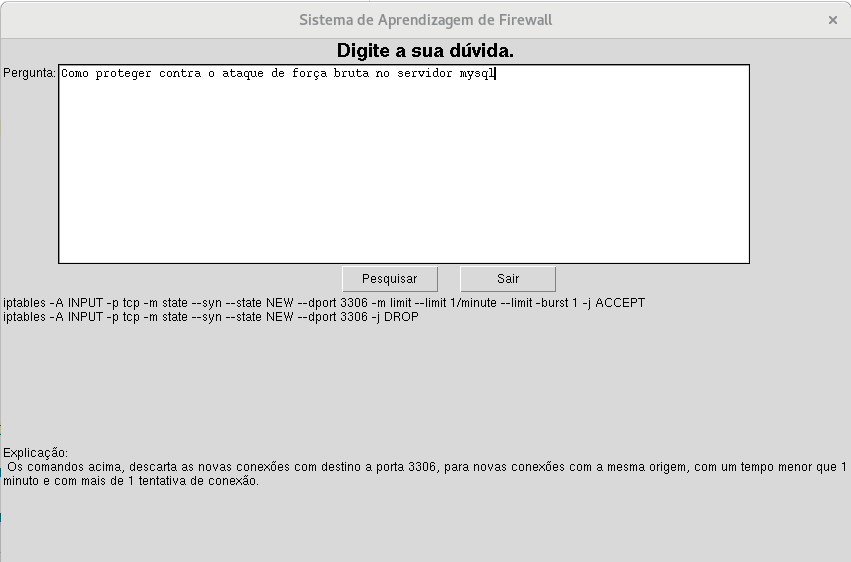 Sistema de Aprendizagem de Firewall
Digite a sua dúvida.
Pergunta: Como proteger contra o ataque de força bruta no servidor mysql
Pesquisar Sair
iptables -A INPUT -p tcp -m state --syn --state NEW --dport 3306 -m limit --limit 1/minute --limit -burst 1 -j ACCEPT
iptables -A INPUT -p tcp -m state --syn --state NEW --dport 3306 -j DROP
Explicação:
Os comandos acima, descarta as novas conexões com destino a porta 3306, para novas conexões com a mesma origem, com um tempo menor que 1
minuto e com mais de 1 tentativa de conexão.